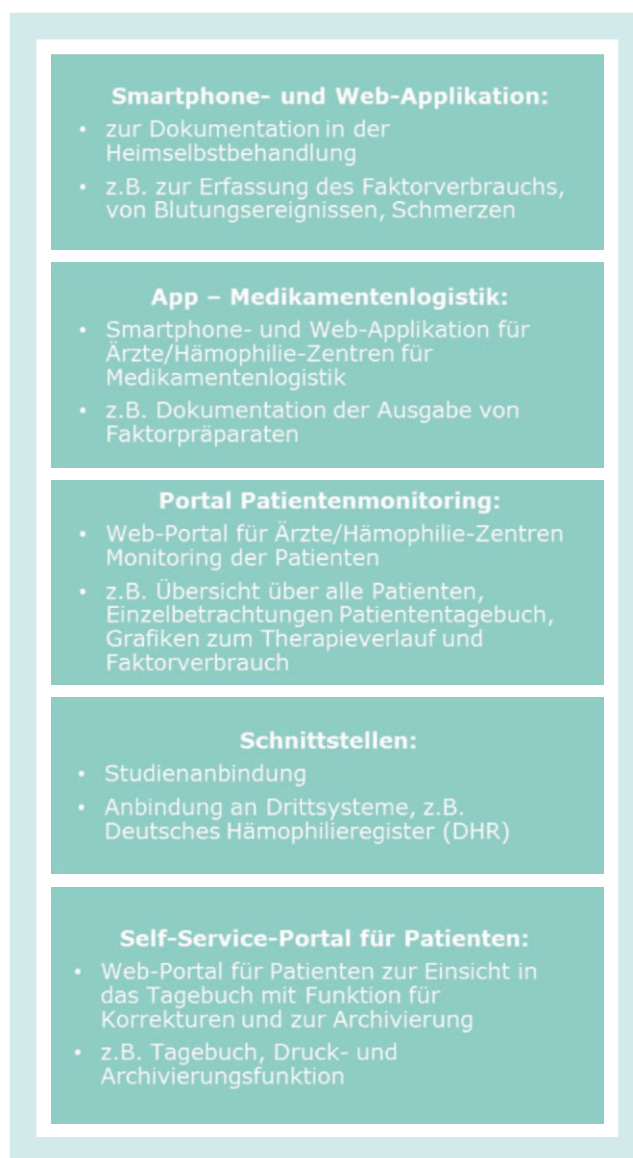 Smartphone- und Web-Applikation:
• zur Dokumentation in der
Heimselbstbehandlung
• z.B. zur Erfassung des Faktorverbrauchs,
von Blutungsereignissen, Schmerzen
App – Medikamentenlogistik:
• Smartphone- und Web-Applikation für
Ärzte/Hämophilie-Zentren für
Medikamentenlogistik
• z.B. Dokumentation der Ausgabe von
Faktorpräparaten
Portal Patientenmonitoring:
• Web-Portal für Ärzte/Hämophilie-Zentren
Monitoring der Patienten
• z.B. Übersicht über alle Patienten,
Einzelbetrachtungen Patiententagebuch,
Grafiken zum Therapieverlauf und
Faktorverbrauch
Schnittstellen:
• Studienanbindung
• Anbindung an Drittsysteme, z.B.
Deutsches Hämophilieregister (DHR)
Self-Service-Portal für Patienten:
• Web-Portal für Patienten zur Einsicht in
das Tagebuch mit Funktion für
Korrekturen und zur Archivierung
• z.B. Tagebuch, Druck- und
Archivierungsfunktion